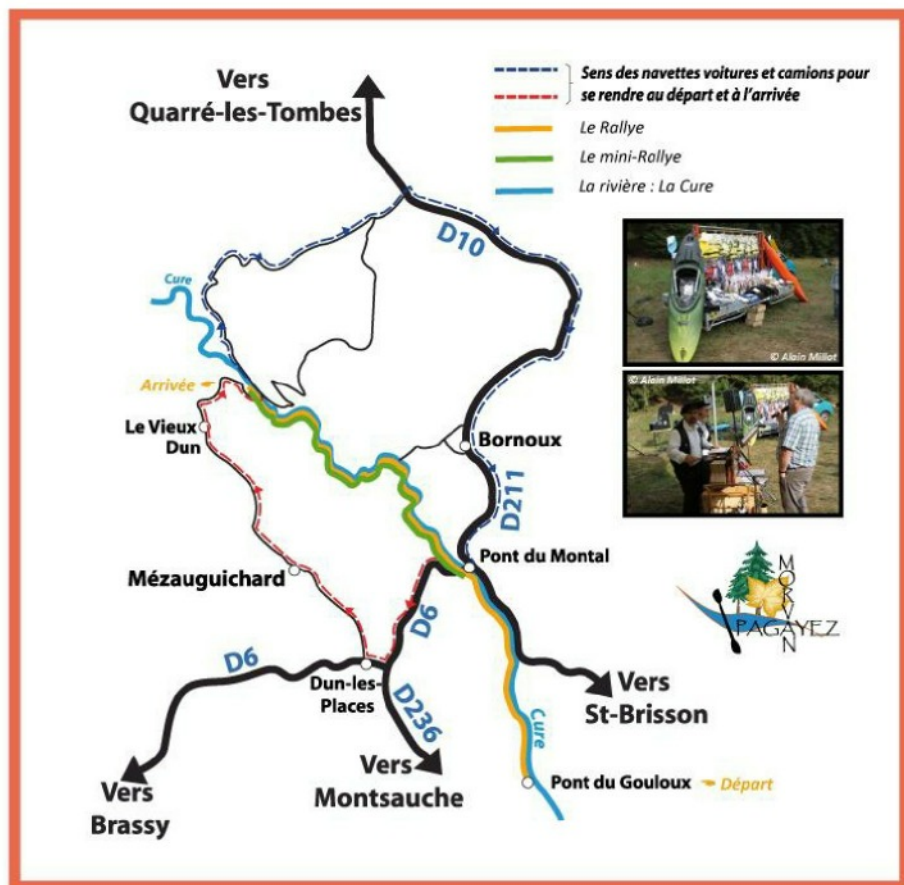 Vers
Quarré-les-Tombes
Sens des navettes voitures et camions pour
se rendre au départ et à l'arrivée
Le Rallye
Le mini-Rallye
La rivière : La Cure
D10
Cure
© Alain Millot
© Alain Millot
Arrivée
Le Vieux
Dun
Bornoux
D211
Pont du Montal
Mézauguichard
MORVAN
PAGAYEZ
D6
D6
Dun-les-
Places
D236
Vers
St-Brisson
Cure
Vers
Montsauche
Pont du Gouloux
Départ
Vers
Brassy